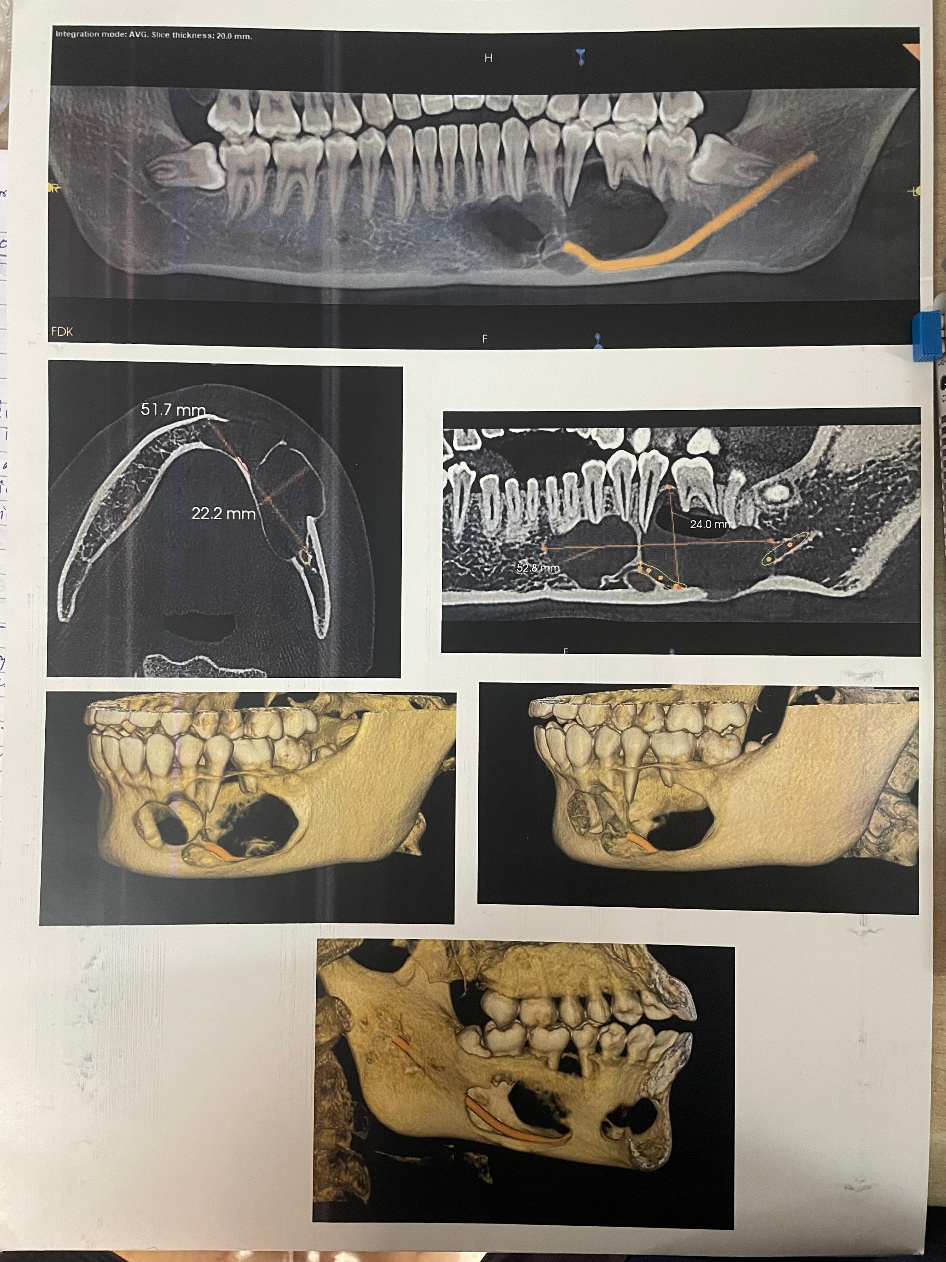 Integration mode: AVG. Slice thickness: 20.0 mm.
H
R
L
FDK
F
51.7 mm
22.2 mm
24.0 mm
52.8 mm
F